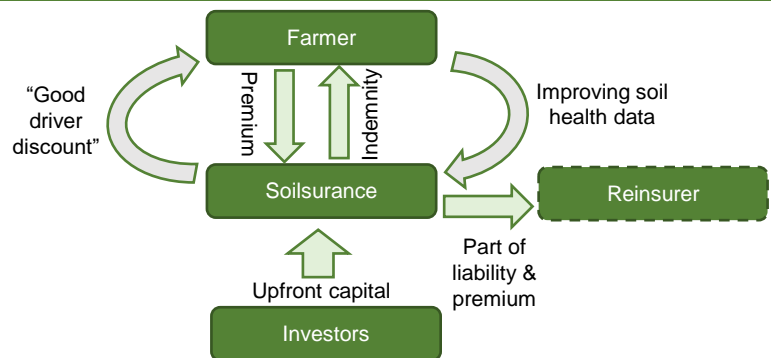 Farmer
“Good
driver
discount”
Premium
Indemnity
Improving soil
health data
Soilsurance
Reinsurer
Part of
liability &
premium
Upfront capital
Investors